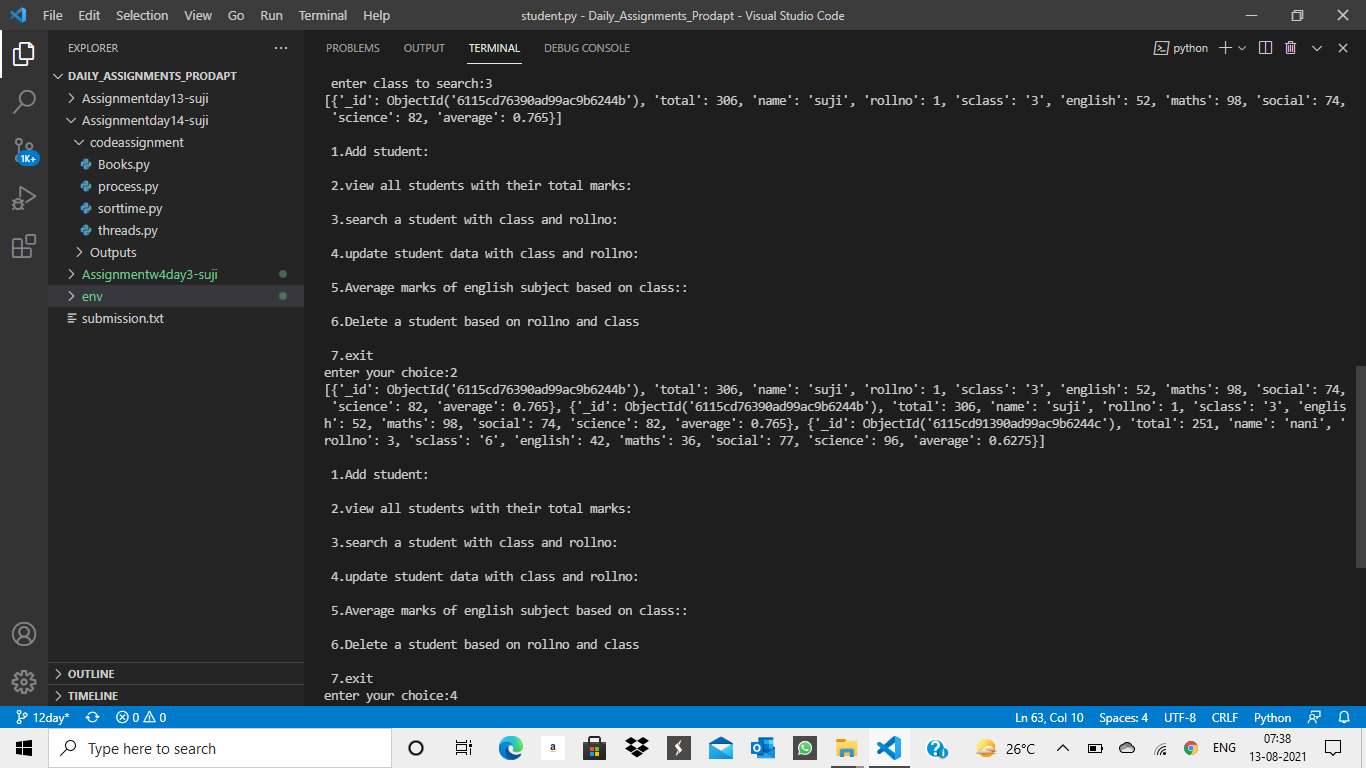 File Edit Selection View Go Run Terminal Help
student.py - Daily_Assignments_Prodapt - Visual Studio Code
EXPLORER
DAILY_ASSIGNMENTS_PRODAPT
Assignmentday13-suji
Assignmentday14-suji
codeassignment
Books.py
process.py
sorttime.py
threads.py
Outputs
Assignmentw4day3-suji
env
submission.txt
OUTLINE
TIMELINE
1K+
PROBLEMS OUTPUT TERMINAL DEBUG CONSOLE
python
enter class to search:3
[{'_id': ObjectId('6115cd76390ad99ac9b6244b'), 'total': 306, 'name': 'suji', 'rollno': 1, 'sclass': '3', 'english': 52, 'maths': 98, 'social': 74,
'science': 82, 'average': 0.765}]
1.Add student:
2.view all students with their total marks:
3.search a student with class and rollno:
4.update student data with class and rollno:
5.Average marks of english subject based on class::
6.Delete a student based on rollno and class
7.exit
enter your choice:2
[{'_id': ObjectId('6115cd76390ad99ac9b6244b'), 'total': 306, 'name': 'suji', 'rollno': 1, 'sclass': '3', 'english': 52, 'maths': 98, 'social': 74,
'science': 82, 'average': 0.765}, {'_id': ObjectId('6115cd76390ad99ac9b6244b'), 'total': 306, 'name': 'suji', 'rollno': 1, 'sclass': '3', 'englis
h': 52, 'maths': 98, 'social': 74, 'science': 82, 'average': 0.765}, {'_id': ObjectId('6115cd91390ad99ac9b6244c'), 'total': 251, 'name': 'nani', '
rollno': 3, 'sclass': '6', 'english': 42, 'maths': 36, 'social': 77, 'science': 96, 'average': 0.6275}]
1.Add student:
2.view all students with their total marks:
3.search a student with class and rollno:
4.update student data with class and rollno:
5.Average marks of english subject based on class::
6.Delete a student based on rollno and class
7.exit
enter your choice:4
12day* 0 0
Ln 63, Col 10 Spaces: 4 UTF-8 CRLF Python
Type here to search
a
26°C
ENG
07:38
13-08-2021